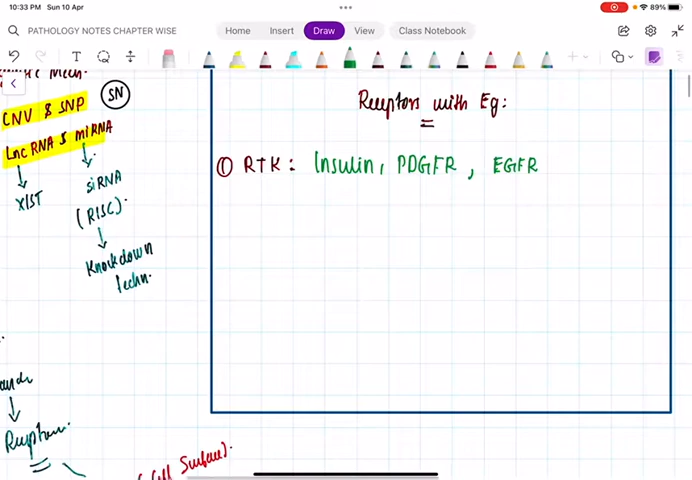 10:33 PM Sun 10 Apr
89%
PATHOLOGY NOTES CHAPTER WISE
Home Insert Draw View Class Notebook
Mech.
CNV & SNP
SN
LncRNA & miRNA
XIST
siRNA
(RISC).
Knockdown
Techn.
Receptors with Eg:
① RTK: Insulin, PDGFR, EGFR
Receptors.
(Cell Surface).